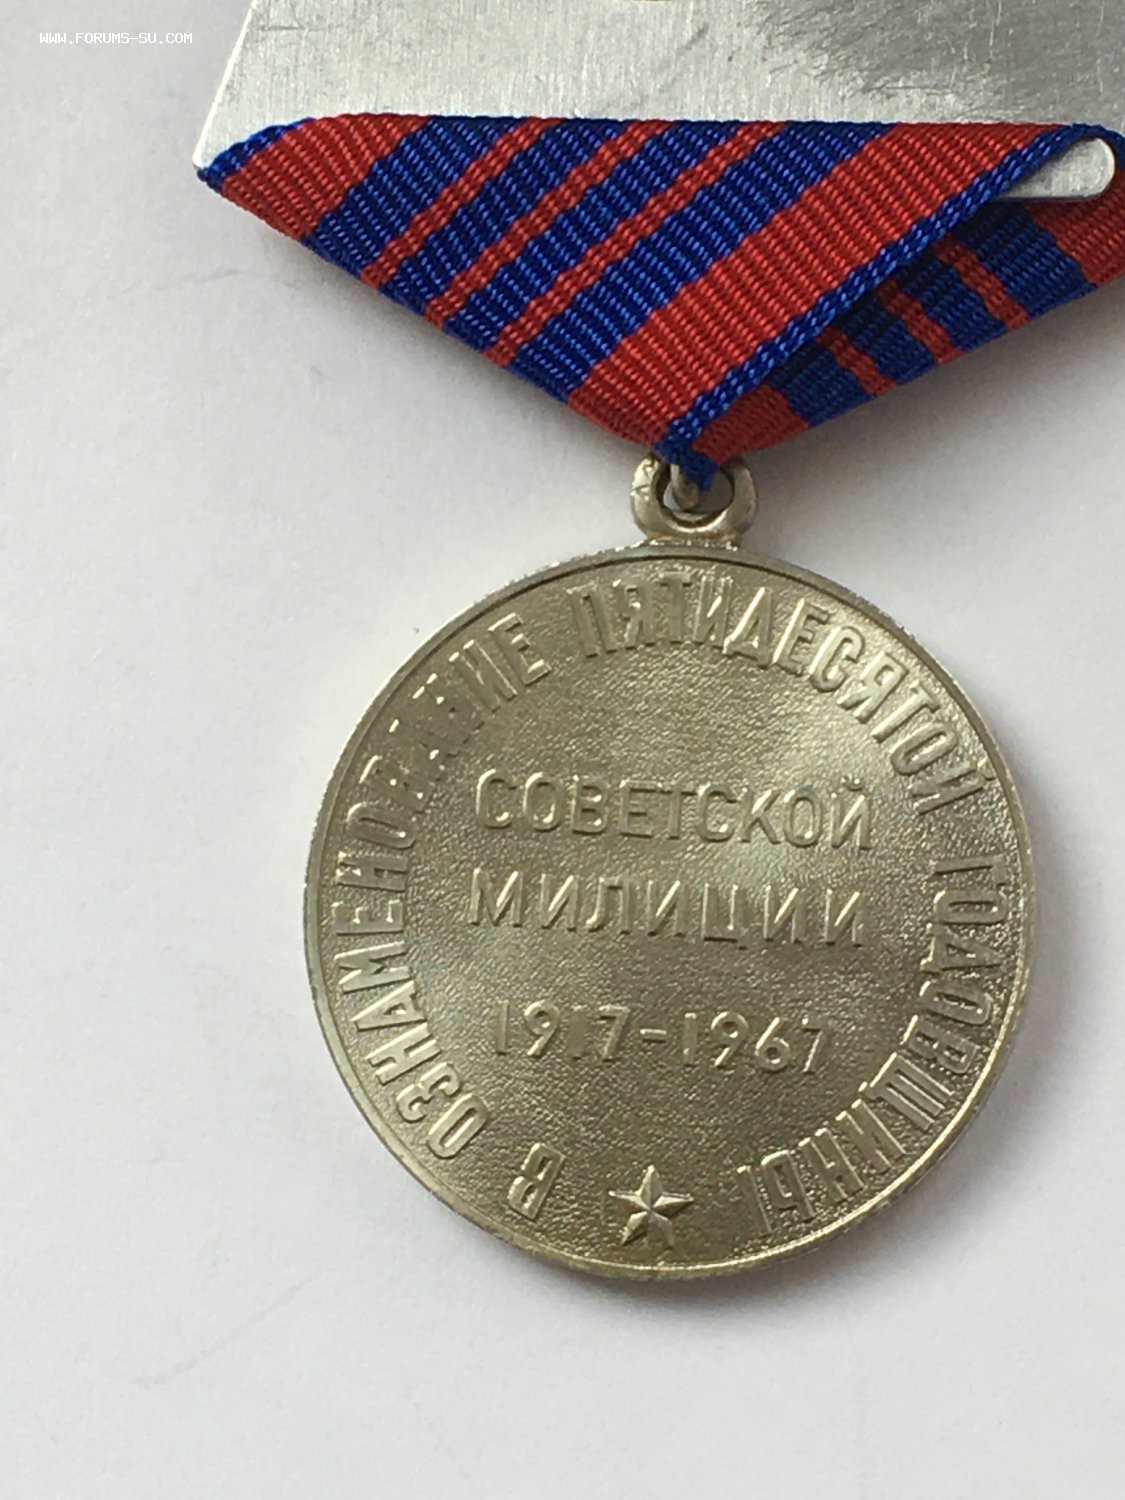 WWW.FORUMS-SU.COM
В ОЗНАМЕНОВАНИЕ ПЯТИДЕСЯТОЙ ГОДОВЩИНЫ
СОВЕТСКОЙ
МИЛИЦИИ
1917-1967